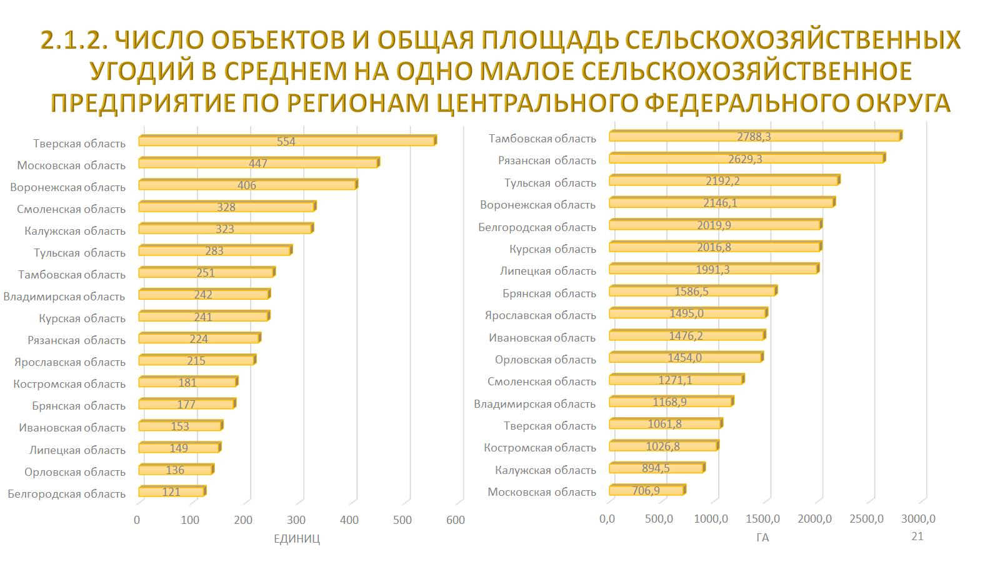 2.1.2. ЧИСЛО ОБЪЕКТОВ И ОБЩАЯ ПЛОЩАДЬ СЕЛЬСКОХОЗЯЙСТВЕННЫХ
УГОДИЙ В СРЕДНЕМ НА ОДНО МАЛОЕ СЕЛЬСКОХОЗЯЙСТВЕННОЕ
ПРЕДПРИЯТИЕ ПО РЕГИОНАМ ЦЕНТРАЛЬНОГО ФЕДЕРАЛЬНОГО ОКРУГА
Тверская область 554
Московская область 447
Воронежская область 406
Смоленская область 328
Калужская область 323
Тульская область 283
Тамбовская область 251
Владимирская область 242
Курская область 241
Рязанская область 224
Ярославская область 215
Костромская область 181
Брянская область 177
Ивановская область 153
Липецкая область 149
Орловская область 136
Белгородская область 121
0 100 200 300 400 500 600
ЕДИНИЦ
Тамбовская область 2788,3
Рязанская область 2629,3
Тульская область 2192,2
Воронежская область 2146,1
Белгородская область 2019,9
Курская область 2016,8
Липецкая область 1991,3
Брянская область 1586,5
Ярославская область 1495,0
Ивановская область 1476,2
Орловская область 1454,0
Смоленская область 1271,1
Владимирская область 1168,9
Тверская область 1061,8
Костромская область 1026,8
Калужская область 894,5
Московская область 706,9
0,0 500,0 1000,0 1500,0 2000,0 2500,0 3000,0
ГА
21